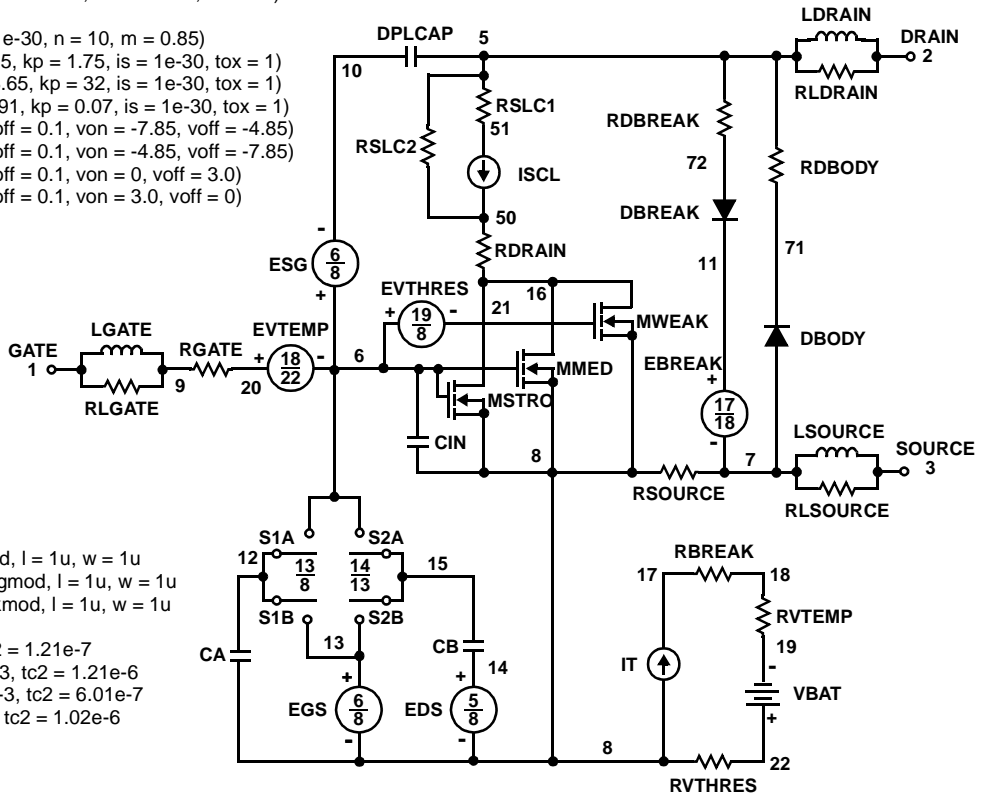 e-30, n = 10, m = 0.85)
5, kp = 1.75, is = 1e-30, tox = 1)
.65, kp = 32, is = 1e-30, tox = 1)
91, kp = 0.07, is = 1e-30, tox = 1)
off = 0.1, von = -7.85, voff = -4.85)
off = 0.1, von = -4.85, voff = -7.85)
off = 0.1, von = 0, voff = 3.0)
off = 0.1, von = 3.0, voff = 0)
LDRAIN
DPLCAP 5 DRAIN
10 2
RLDRAIN
RSLC1
51
RSLC2
ISCL
50
RDRAIN
RDBREAK
72
RDBODY
DBREAK
71
11
-
ESG 6/8
+
EVTHRES
+ 19/8 -
21
16
MWEAK
LGATE
GATE
1
RLGATE
9
RGATE
EVTEMP
+ 18/22 -
20
6
MMED
MSTRO
CIN
EBREAK
+
17/18
-
DBODY
8
RSOURCE
7
LSOURCE
SOURCE
3
RLSOURCE
S1A
S2A
12
13/8
14/13
15
S1B
S2B
13
CA
CB
14
+
EGS 6/8
-
+
EDS 5/8
-
8
RBREAK
17
18
RVTEMP
19
-
IT
VBAT
+
22
RVTHRES
d, l = 1u, w = 1u
gmod, l = 1u, w = 1u
kmod, l = 1u, w = 1u
2 = 1.21e-7
3, tc2 = 1.21e-6
-3, tc2 = 6.01e-7
tc2 = 1.02e-6